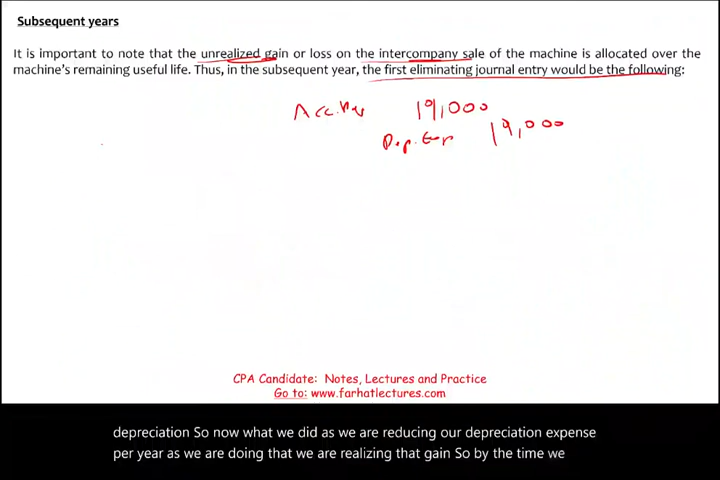 Subsequent years
It is important to note that the unrealized gain or loss on the intercompany sale of the machine is allocated over the
machine's remaining useful life. Thus, in the subsequent year, the first eliminating journal entry would be the following:
Acc. 19,000
Dep. Exp 19,000
CPA Candidate: Notes, Lectures and Practice
Go to: www.farhatlectures.com
depreciation So now what we did as we are reducing our depreciation expense
per year as we are doing that we are realizing that gain So by the time we